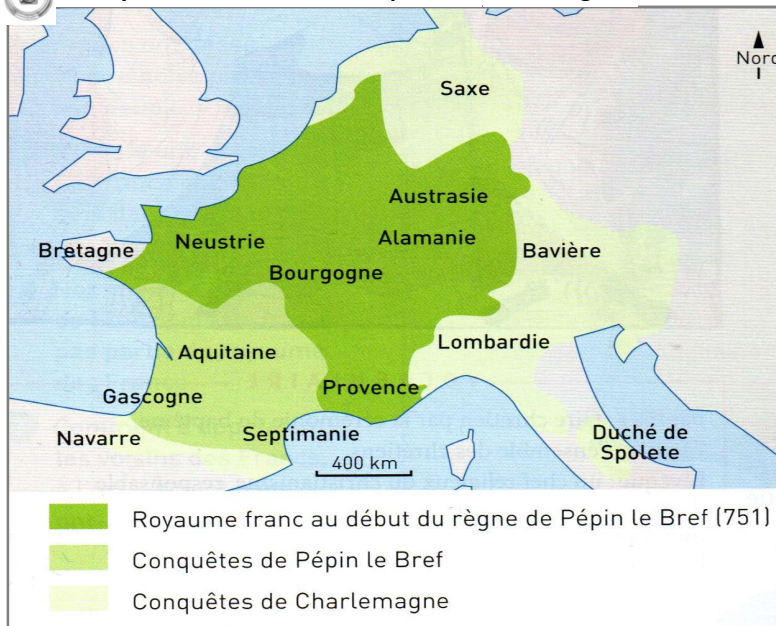 Nord
Saxe
Austrasie
Bretagne
Neustrie
Alamanie
Bavière
Bourgogne
Lombardie
Aquitaine
Provence
Gascogne
Navarre
Septimanie
Duché de
Spolete
400 km
Royaume franc au début du règne de Pépin le Bref (751)
Conquêtes de Pépin le Bref
Conquêtes de Charlemagne